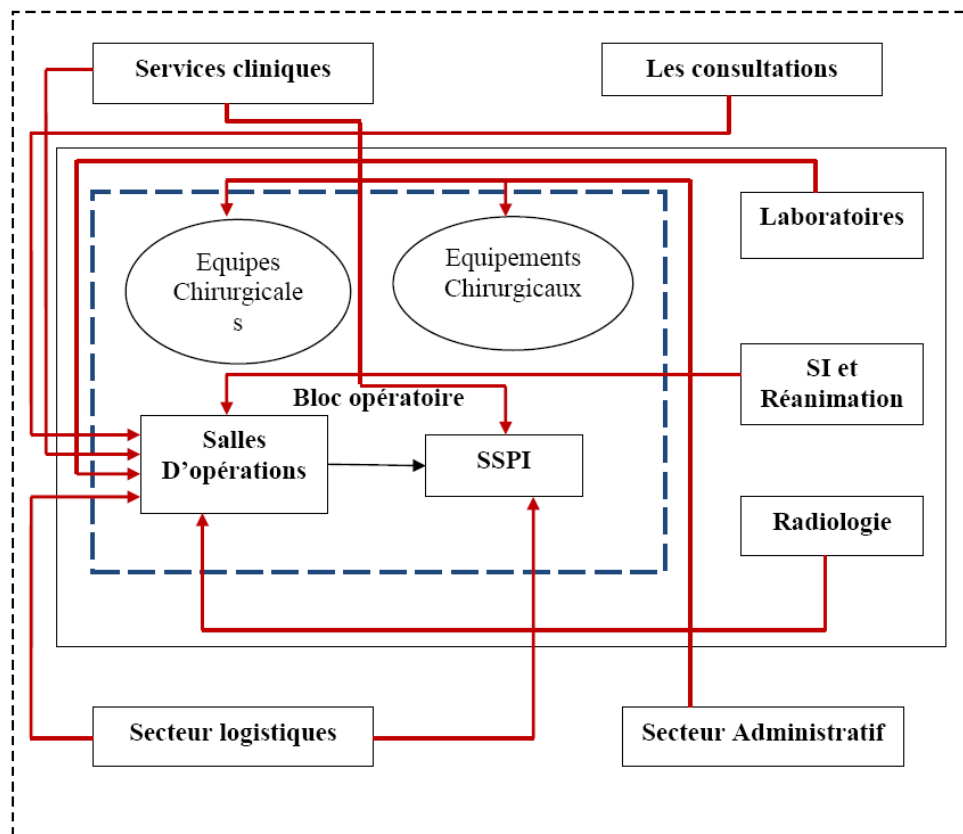 Services cliniques
Les consultations
Laboratoires
Equipes
Chirurgicale
s
Equipements
Chirurgicaux
SI et
Réanimation
Bloc opératoire
Salles
D’opérations
SSPI
Radiologie
Secteur logistiques
Secteur Administratif